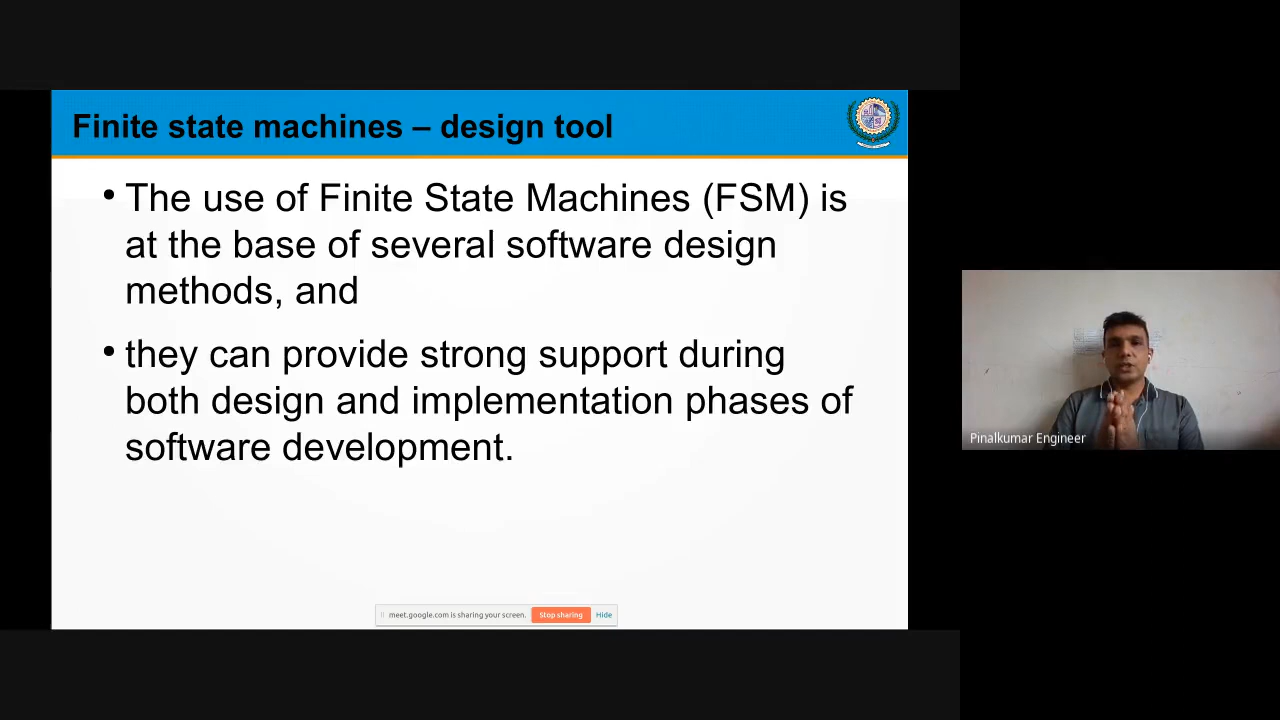 Finite state machines – design tool
• The use of Finite State Machines (FSM) is
at the base of several software design
methods, and
• they can provide strong support during
both design and implementation phases of
software development.
Pinalkumar Engineer
meet.google.com is sharing your screen. Stop sharing Hide